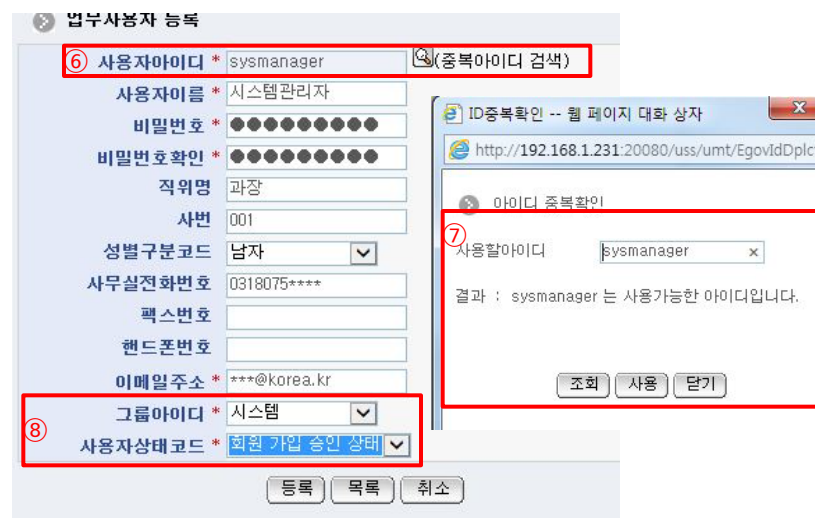 업무사용자 등록
⑥ 사용자아이디 * sysmanager (중복아이디 검색)
사용자이름 * 시스템관리자
비밀번호 * ●●●●●●●●●
비밀번호확인 * ●●●●●●●●●
직위명 과장
사번 001
성별구분코드 남자
사무실전화번호 0318075****
팩스번호
핸드폰번호
이메일주소 * ***@korea.kr
⑧
그룹아이디 * 시스템
사용자상태코드 * 회원 가입 승인 상태
등록 목록 취소
ID중복확인 -- 웹 페이지 대화 상자 x
http://192.168.1.231:20080/uss/umt/EgovIdDplc
아이디 중복확인
⑦
사용할아이디 sysmanager ×
결과 : sysmanager 는 사용가능한 아이디입니다.
조회 사용 닫기